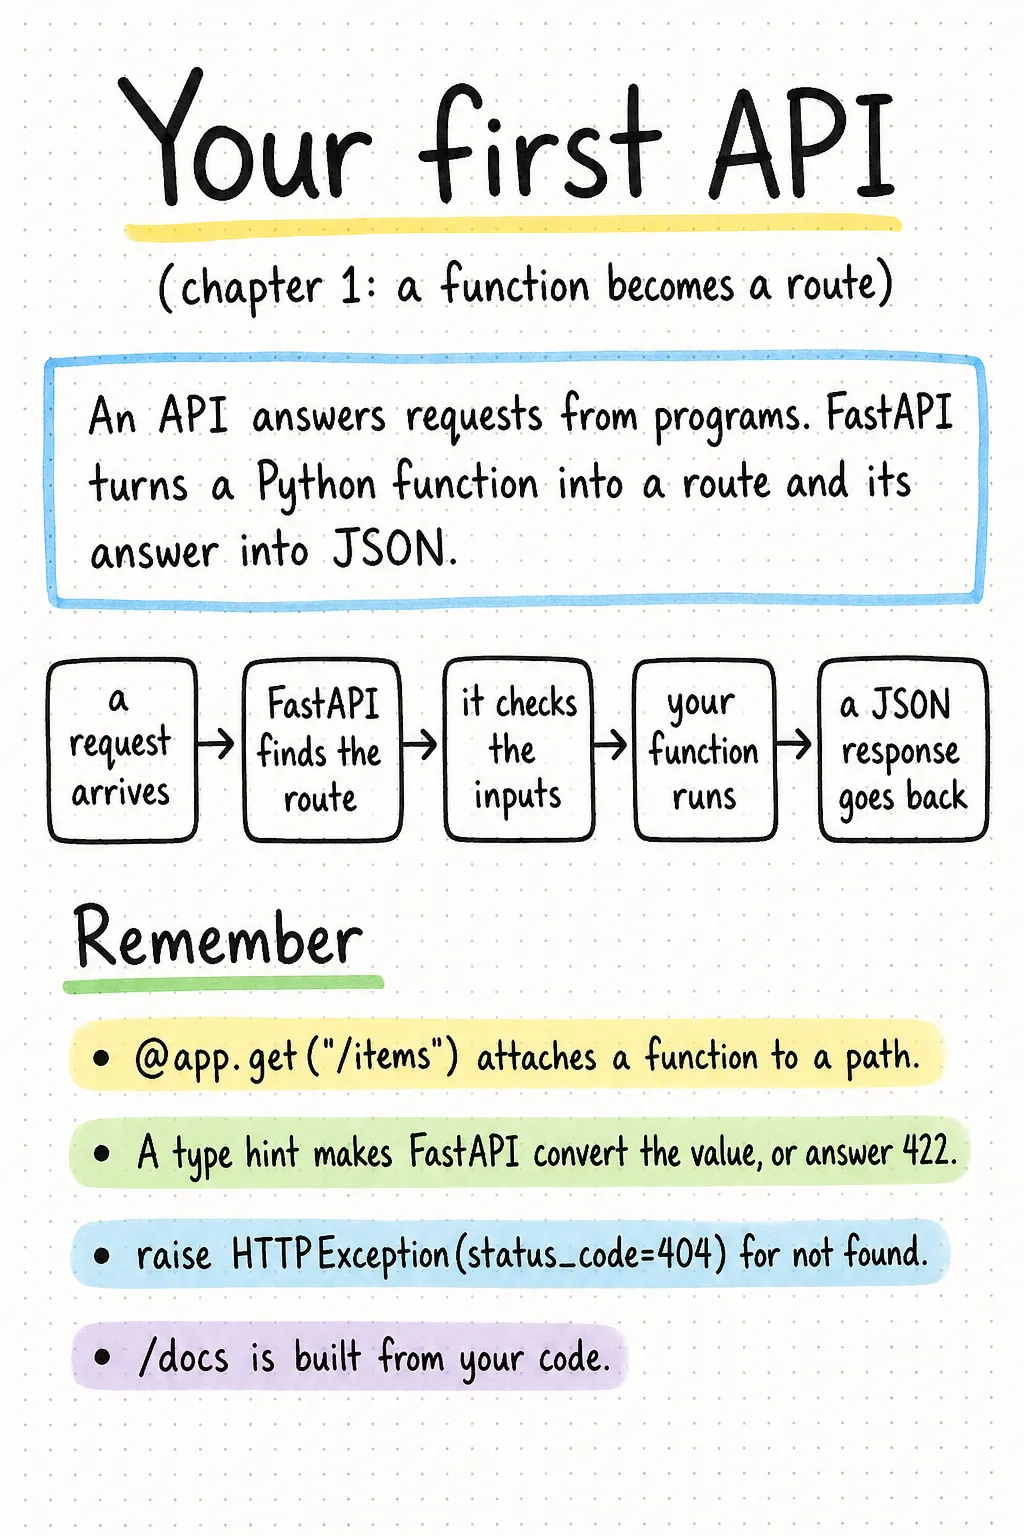 Your first API
(chapter 1: a function becomes a route)
An API answers requests from programs. FastAPI
turns a Python function into a route and its
answer into JSON.
a
request
arrives
FastAPI
finds the
route
it checks
the
inputs
your
function
runs
a JSON
response
goes back
Remember
• @app.get("/items") attaches a function to a path.
• A type hint makes FastAPI convert the value, or answer 422.
• raise HTTPException(status_code=404) for not found.
• /docs is built from your code.